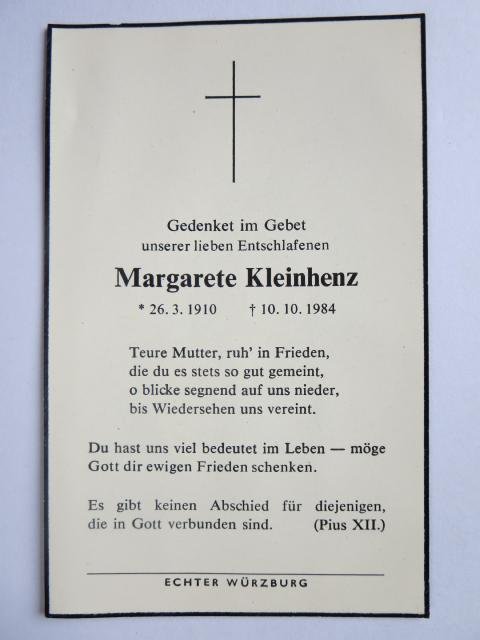 Gedenket im Gebet
unserer lieben Entschlafenen
Margarete Kleinhenz
* 26. 3. 1910 † 10. 10. 1984
Teure Mutter, ruh' in Frieden,
die du es stets so gut gemeint,
o blicke segnend auf uns nieder,
bis Wiedersehen uns vereint.
Du hast uns viel bedeutet im Leben — möge
Gott dir ewigen Frieden schenken.
Es gibt keinen Abschied für diejenigen,
die in Gott verbunden sind. (Pius XII.)
ECHTER WÜRZBURG